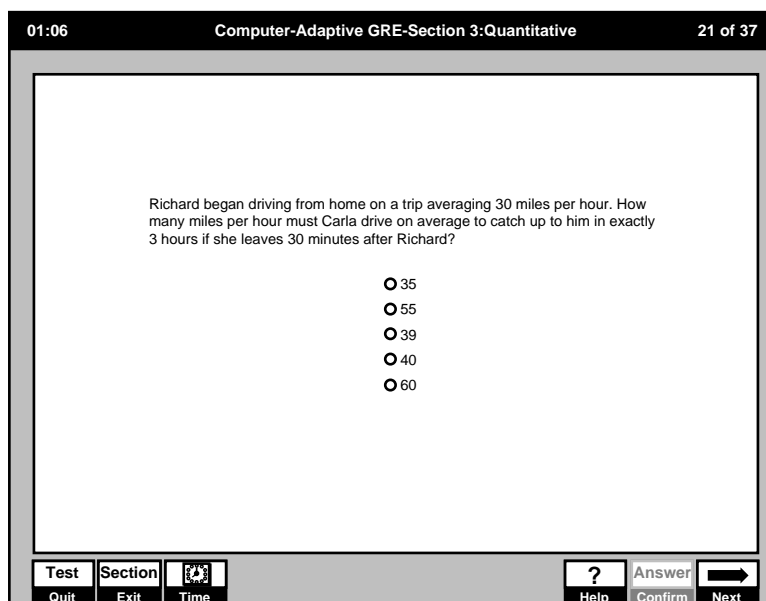 01:06 Computer-Adaptive GRE-Section 3:Quantitative 21 of 37
Richard began driving from home on a trip averaging 30 miles per hour. How
many miles per hour must Carla drive on average to catch up to him in exactly
3 hours if she leaves 30 minutes after Richard?
35
55
39
40
60
Test Section ? Answer
Quit Exit Time Help Confirm Next